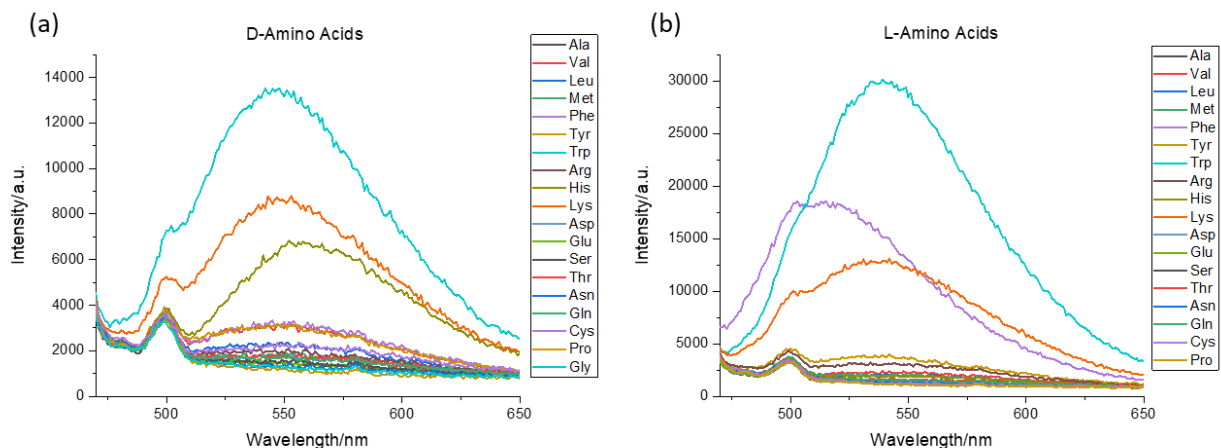 (a)
D-Amino Acids
Intensity/a.u.
14000
12000
10000
8000
6000
4000
2000
0
500
550
600
650
Wavelength/nm
Ala
Val
Leu
Met
Phe
Tyr
Trp
Arg
His
Lys
Asp
Glu
Ser
Thr
Asn
Gln
Cys
Pro
Gly
(b)
L-Amino Acids
Intensity/a.u.
30000
25000
20000
15000
10000
5000
0
500
550
600
650
Wavelength/nm
Ala
Val
Leu
Met
Phe
Tyr
Trp
Arg
His
Lys
Asp
Glu
Ser
Thr
Asn
Gln
Cys
Pro